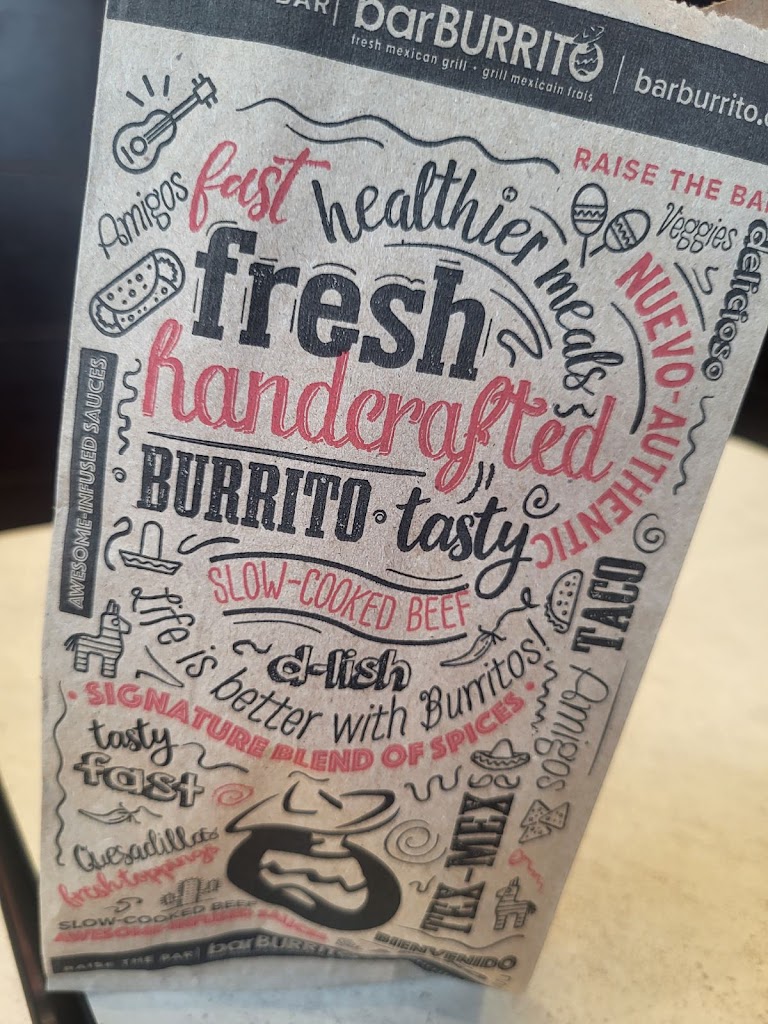 BAR| barBURRITO | barburrito.c
fresh mexican grill · grill mexicain frais
RAISE THE BA
Amigos
fast
healthier meals
Veggies
delicioso
fresh
NUEVO-AUTHENTIC
handcrafted
AWESOME-INFUSED SAUCES
BURRITO tasty
SLOW-COOKED BEEF
TACO
d-lish
Life is better with Burritos!
Amigos
· SIGNATURE BLEND OF SPICES ·
tasty
fast
TEX-MEX
Quesadillas
fresh toppings
SLOW-COOKED BEEF
AWESOME-INFUSED SAUCES
BIENVENIDO
RAISE THE BAR| barBURRITO